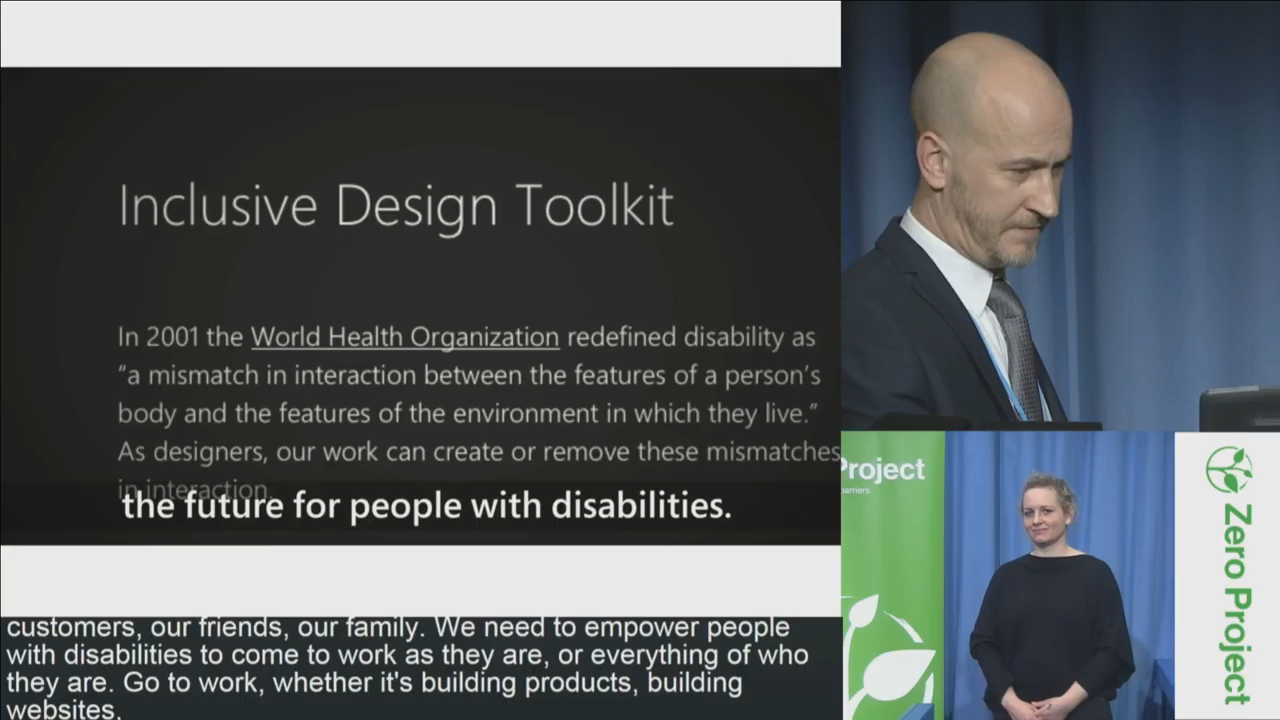 Inclusive Design Toolkit
In 2001 the World Health Organization redefined disability as
“a mismatch in interaction between the features of a person’s
body and the features of the environment in which they live.”
As designers, our work can create or remove these mismatches
in interaction.
the future for people with disabilities.
customers, our friends, our family. We need to empower people
with disabilities to come to work as they are, or everything of who
they are. Go to work, whether it's building products, building
websites,
Project
barriers.
Zero Project